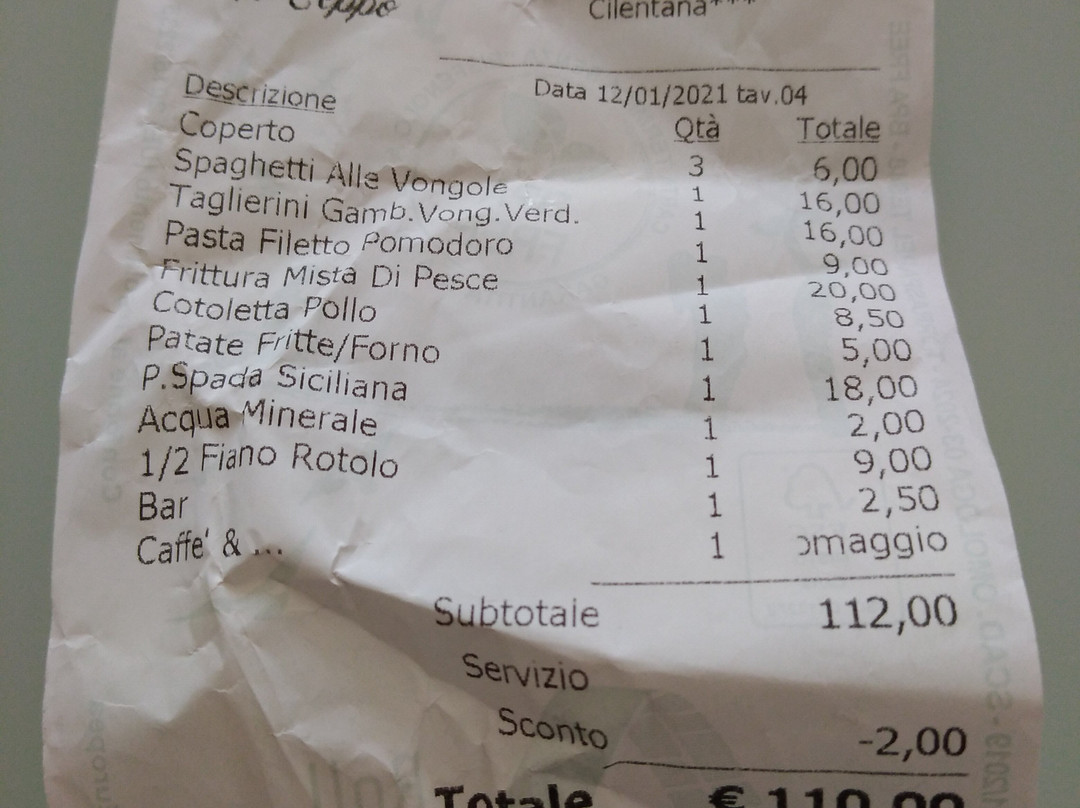 Ceppo
Cilentana***
Data 12/01/2021 tav.04
Descrizione Qtà Totale
Coperto 3 6,00
Spaghetti Alle Vongole 1 16,00
Taglierini Gamb.Vong.Verd. 1 16,00
Pasta Filetto Pomodoro 1 9,00
Frittura Mista Di Pesce 1 20,00
Cotoletta Pollo 1 8,50
Patate Fritte/Forno 1 5,00
P.Spada Siciliana 1 18,00
Acqua Minerale 1 2,00
1/2 Fiano Rotolo 1 9,00
Bar 1 2,50
Caffe' & ... 1 omaggio
Subtotale 112,00
Servizio
Sconto -2,00
Totale € 110,00